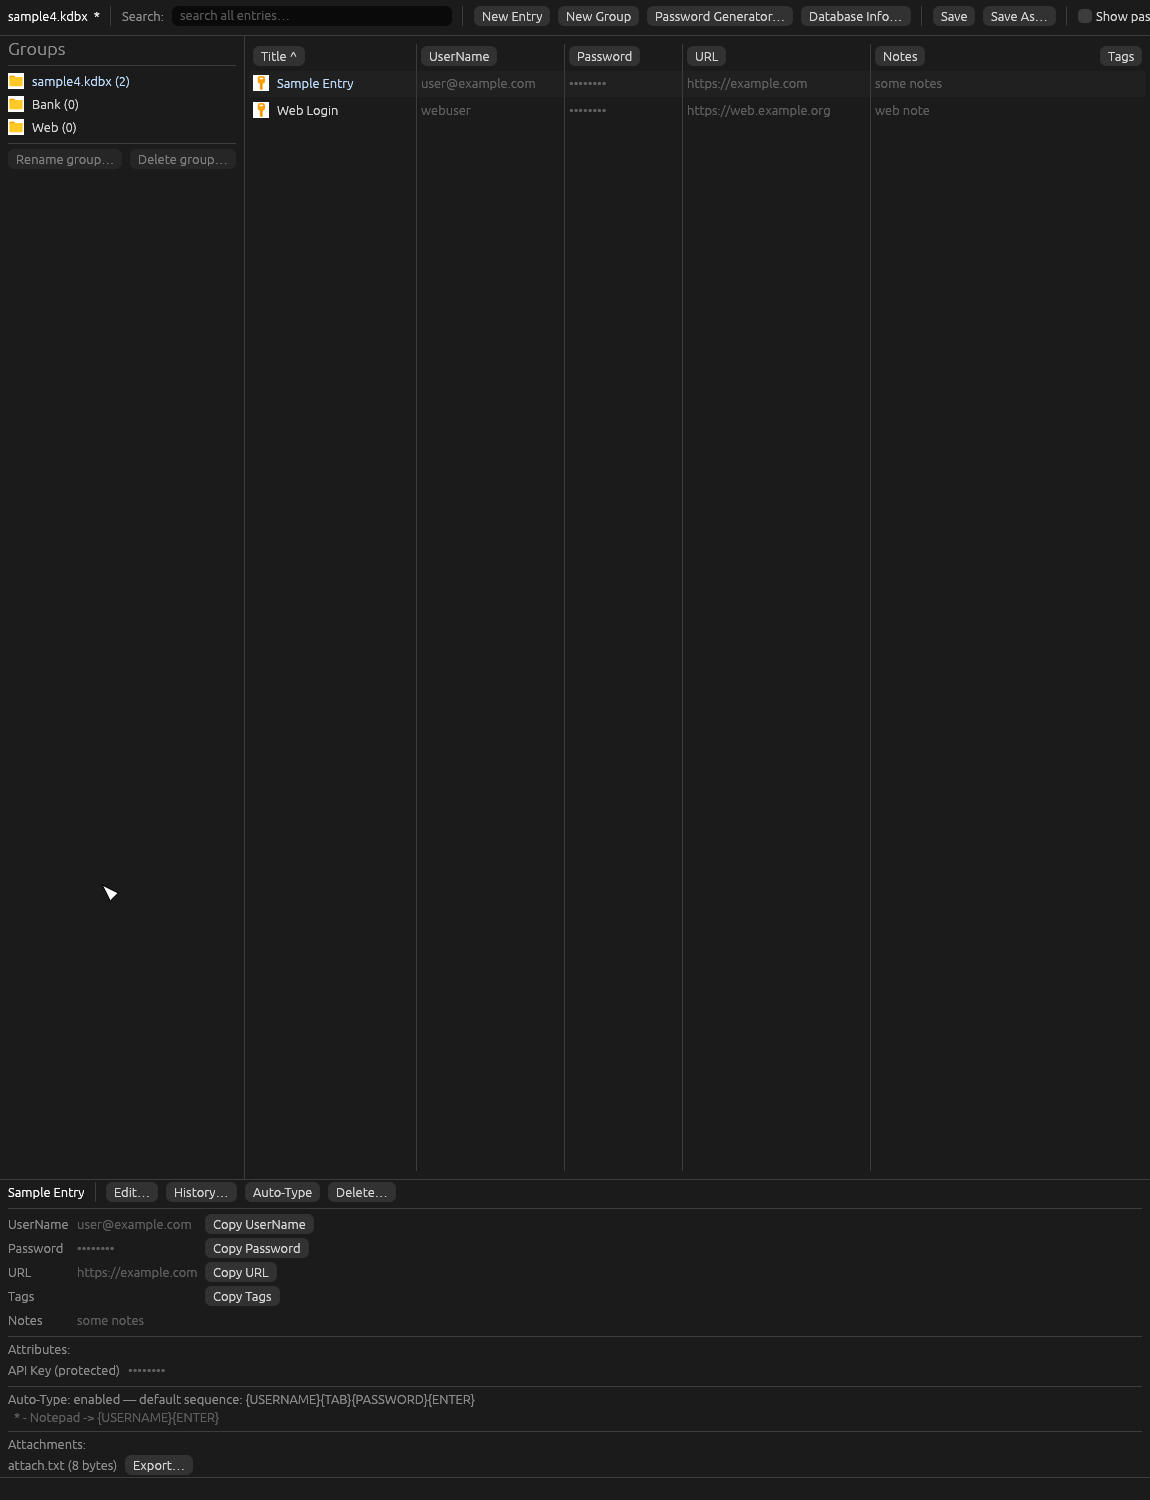 sample4.kdbx * Search: search all entries... New Entry New Group Password Generator... Database Info... Save Save As... Show pas
Groups
sample4.kdbx (2)
Bank (0)
Web (0)
Rename group... Delete group...
Title ^ UserName Password URL Notes Tags
Sample Entry user@example.com •••••••• https://example.com some notes
Web Login webuser •••••••• https://web.example.org web note
Sample Entry Edit... History... Auto-Type Delete...
UserName user@example.com Copy UserName
Password •••••••• Copy Password
URL https://example.com Copy URL
Tags Copy Tags
Notes some notes
Attributes:
API Key (protected) ••••••••
Auto-Type: enabled — default sequence: {USERNAME}{TAB}{PASSWORD}{ENTER}
* - Notepad -> {USERNAME}{ENTER}
Attachments:
attach.txt (8 bytes) Export...